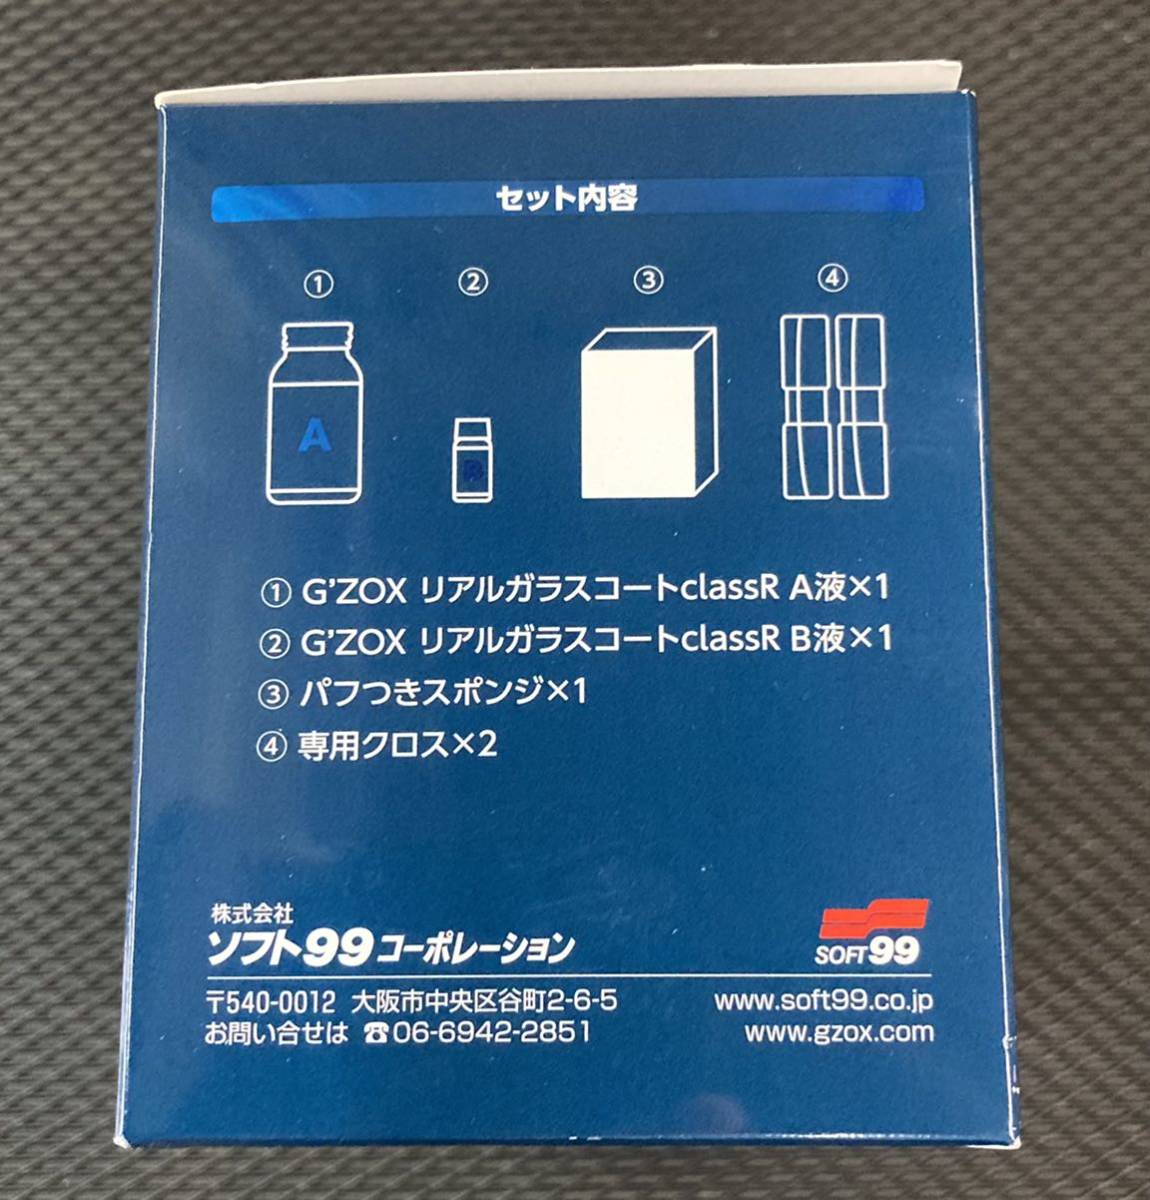 セット内容
① ② ③ ④
A
B
① G'ZOX リアルガラスコートclassR A液×1
② G'ZOX リアルガラスコートclassR B液×1
③ パフつきスポンジ×1
④ 専用クロス×2
株式会社
ソフト99コーポレーション
SOFT99
〒540-0012 大阪市中央区谷町2-6-5
www.soft99.co.jp
お問い合せは ☎06-6942-2851
www.gzox.com